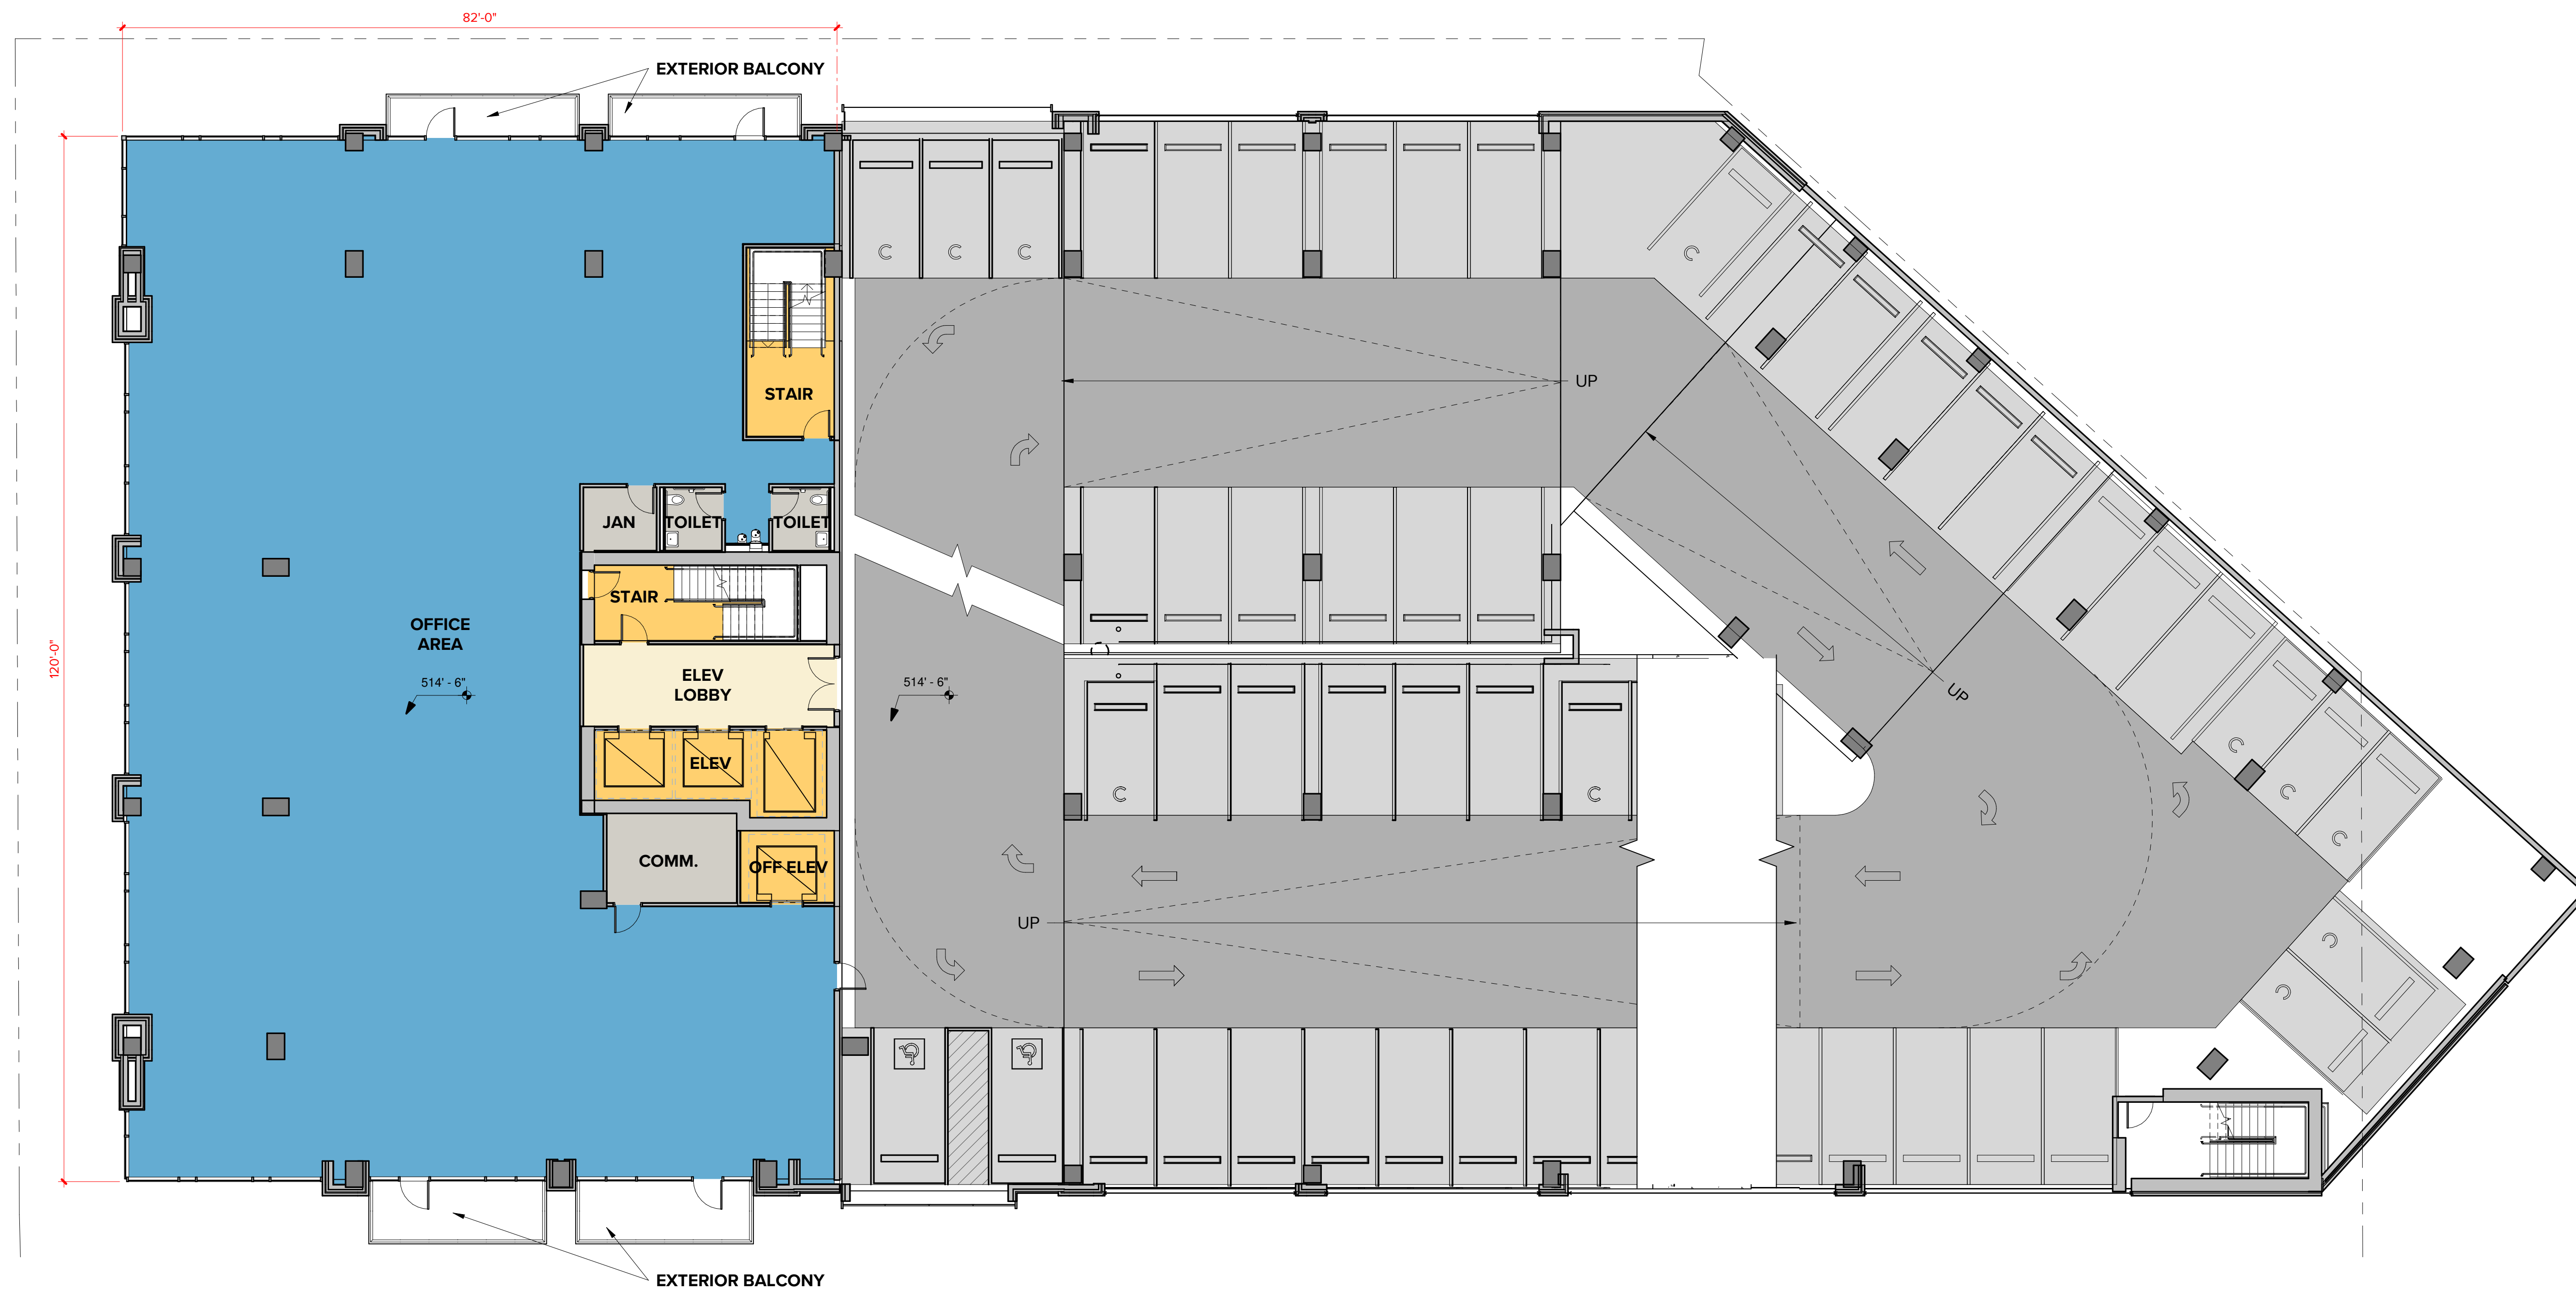 82'-0"
EXTERIOR BALCONY
C
C
C
C
UP
STAIR
JAN
TOILET
TOILET
STAIR
OFFICE
AREA
120'-0"
ELEV
LOBBY
514' - 6"
514' - 6"
UP
ELEV
C
C
C
C
C
COMM.
OFF ELEV
UP
C
C
EXTERIOR BALCONY